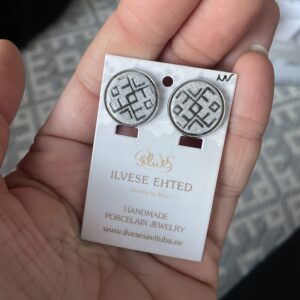 ILVESE EHTED
HANDMADE
PORCELAIN JEWELRY
www.ilvesesavituba.ee